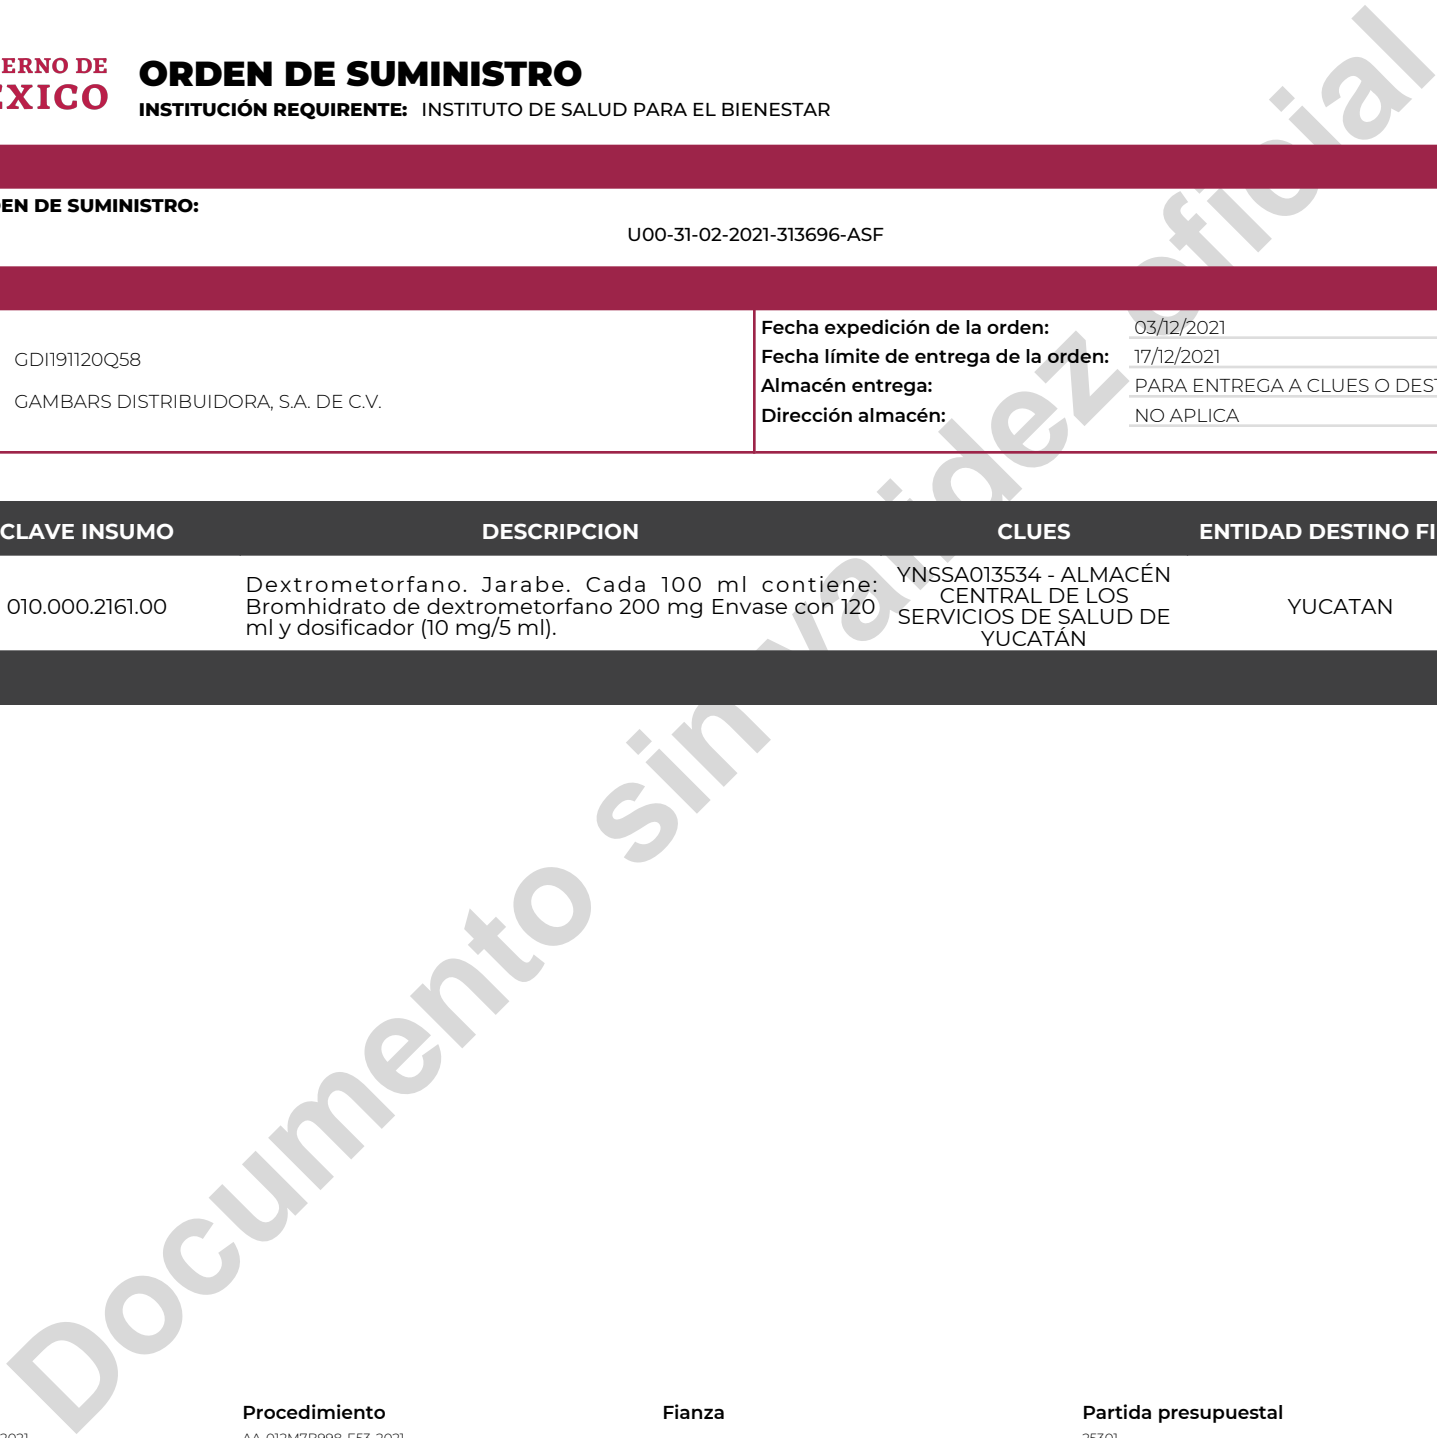 ERNO DE
EXICO
ORDEN DE SUMINISTRO
INSTITUCIÓN REQUIRENTE: INSTITUTO DE SALUD PARA EL BIENESTAR
EN DE SUMINISTRO:
U00-31-02-2021-313696-ASF
GDI191120Q58
GAMBARS DISTRIBUIDORA, S.A. DE C.V.
Fecha expedición de la orden: 03/12/2021
Fecha límite de entrega de la orden: 17/12/2021
Almacén entrega: PARA ENTREGA A CLUES O DEST
Dirección almacén: NO APLICA
CLAVE INSUMO DESCRIPCION CLUES ENTIDAD DESTINO FI
010.000.2161.00
Dextrometorfano. Jarabe. Cada 100 ml contiene:
Bromhidrato de dextrometorfano 200 mg Envase con 120
ml y dosificador (10 mg/5 ml).
YNSSA013534 - ALMACÉN
CENTRAL DE LOS
SERVICIOS DE SALUD DE
YUCATÁN
YUCATAN
Documento sin validez oficial
Procedimiento Fianza Partida presupuestal